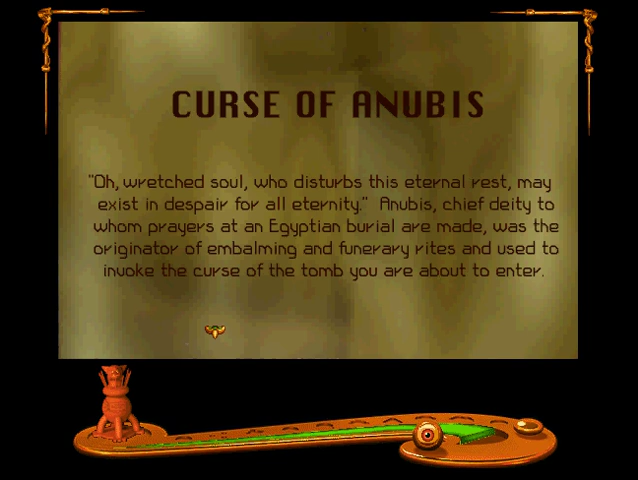 CURSE OF ANUBIS
"Oh, wretched soul, who disturbs this eternal rest, may
exist in despair for all eternity." Anubis, chief deity to
whom prayers at an Egyptian burial are made, was the
originator of embalming and funerary rites and used to
invoke the curse of the tomb you are about to enter.